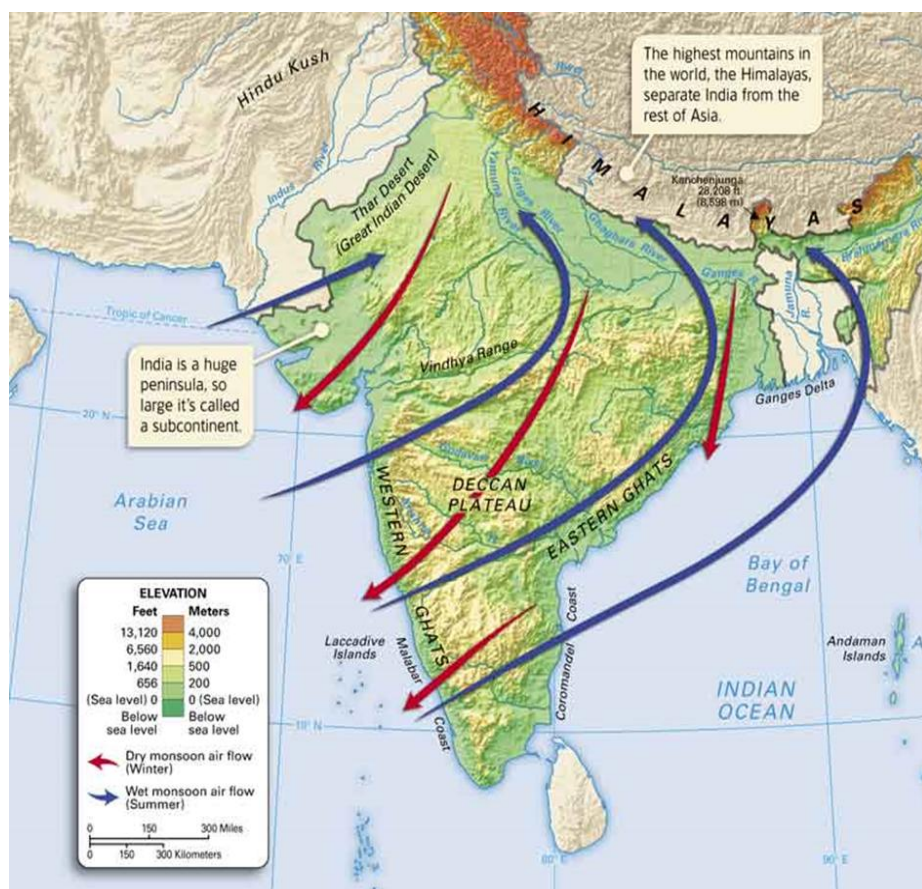 Hindu Kush
The highest mountains in
the world, the Himalayas,
separate India from the
rest of Asia.
HIMALAYAS
Kanchenjunga
28,208 ft
(8,598 m)
Indus River
Thar Desert
(Great Indian Desert)
Yamuna River
Ganges River
Ghaghara River
Ganges R.
Jamuna R.
Brahmaputra River
Tropic of Cancer
India is a huge
peninsula, so
large it's called
a subcontinent.
Vindhya Range
Ganges Delta
20° N
Arabian
Sea
WESTERN GHATS
Godavari River
DECCAN
PLATEAU
EASTERN GHATS
70° E
Bay of
Bengal
Laccadive
Islands
Malabar Coast
Coromandel Coast
Andaman
Islands
INDIAN
OCEAN
80° E
90° E
ELEVATION
Feet Meters
13,120 4,000
6,560 2,000
1,640 500
656 200
(Sea level) 0 0 (Sea level)
Below Below
sea level sea level
Dry monsoon air flow
(Winter)
Wet monsoon air flow
(Summer)
0 150 300 Miles
0 150 300 Kilometers